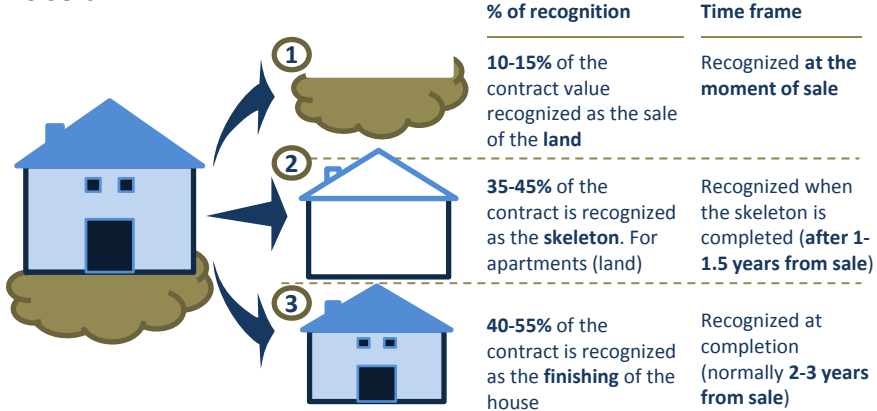 % of recognition
Time frame
1
10-15% of the
contract value
recognized as the sale
of the land
Recognized at the
moment of sale
2
35-45% of the
contract is recognized
as the skeleton. For
apartments (land)
Recognized when
the skeleton is
completed (after 1-
1.5 years from sale)
3
40-55% of the
contract is recognized
as the finishing of the
house
Recognized at
completion
(normally 2-3 years
from sale)